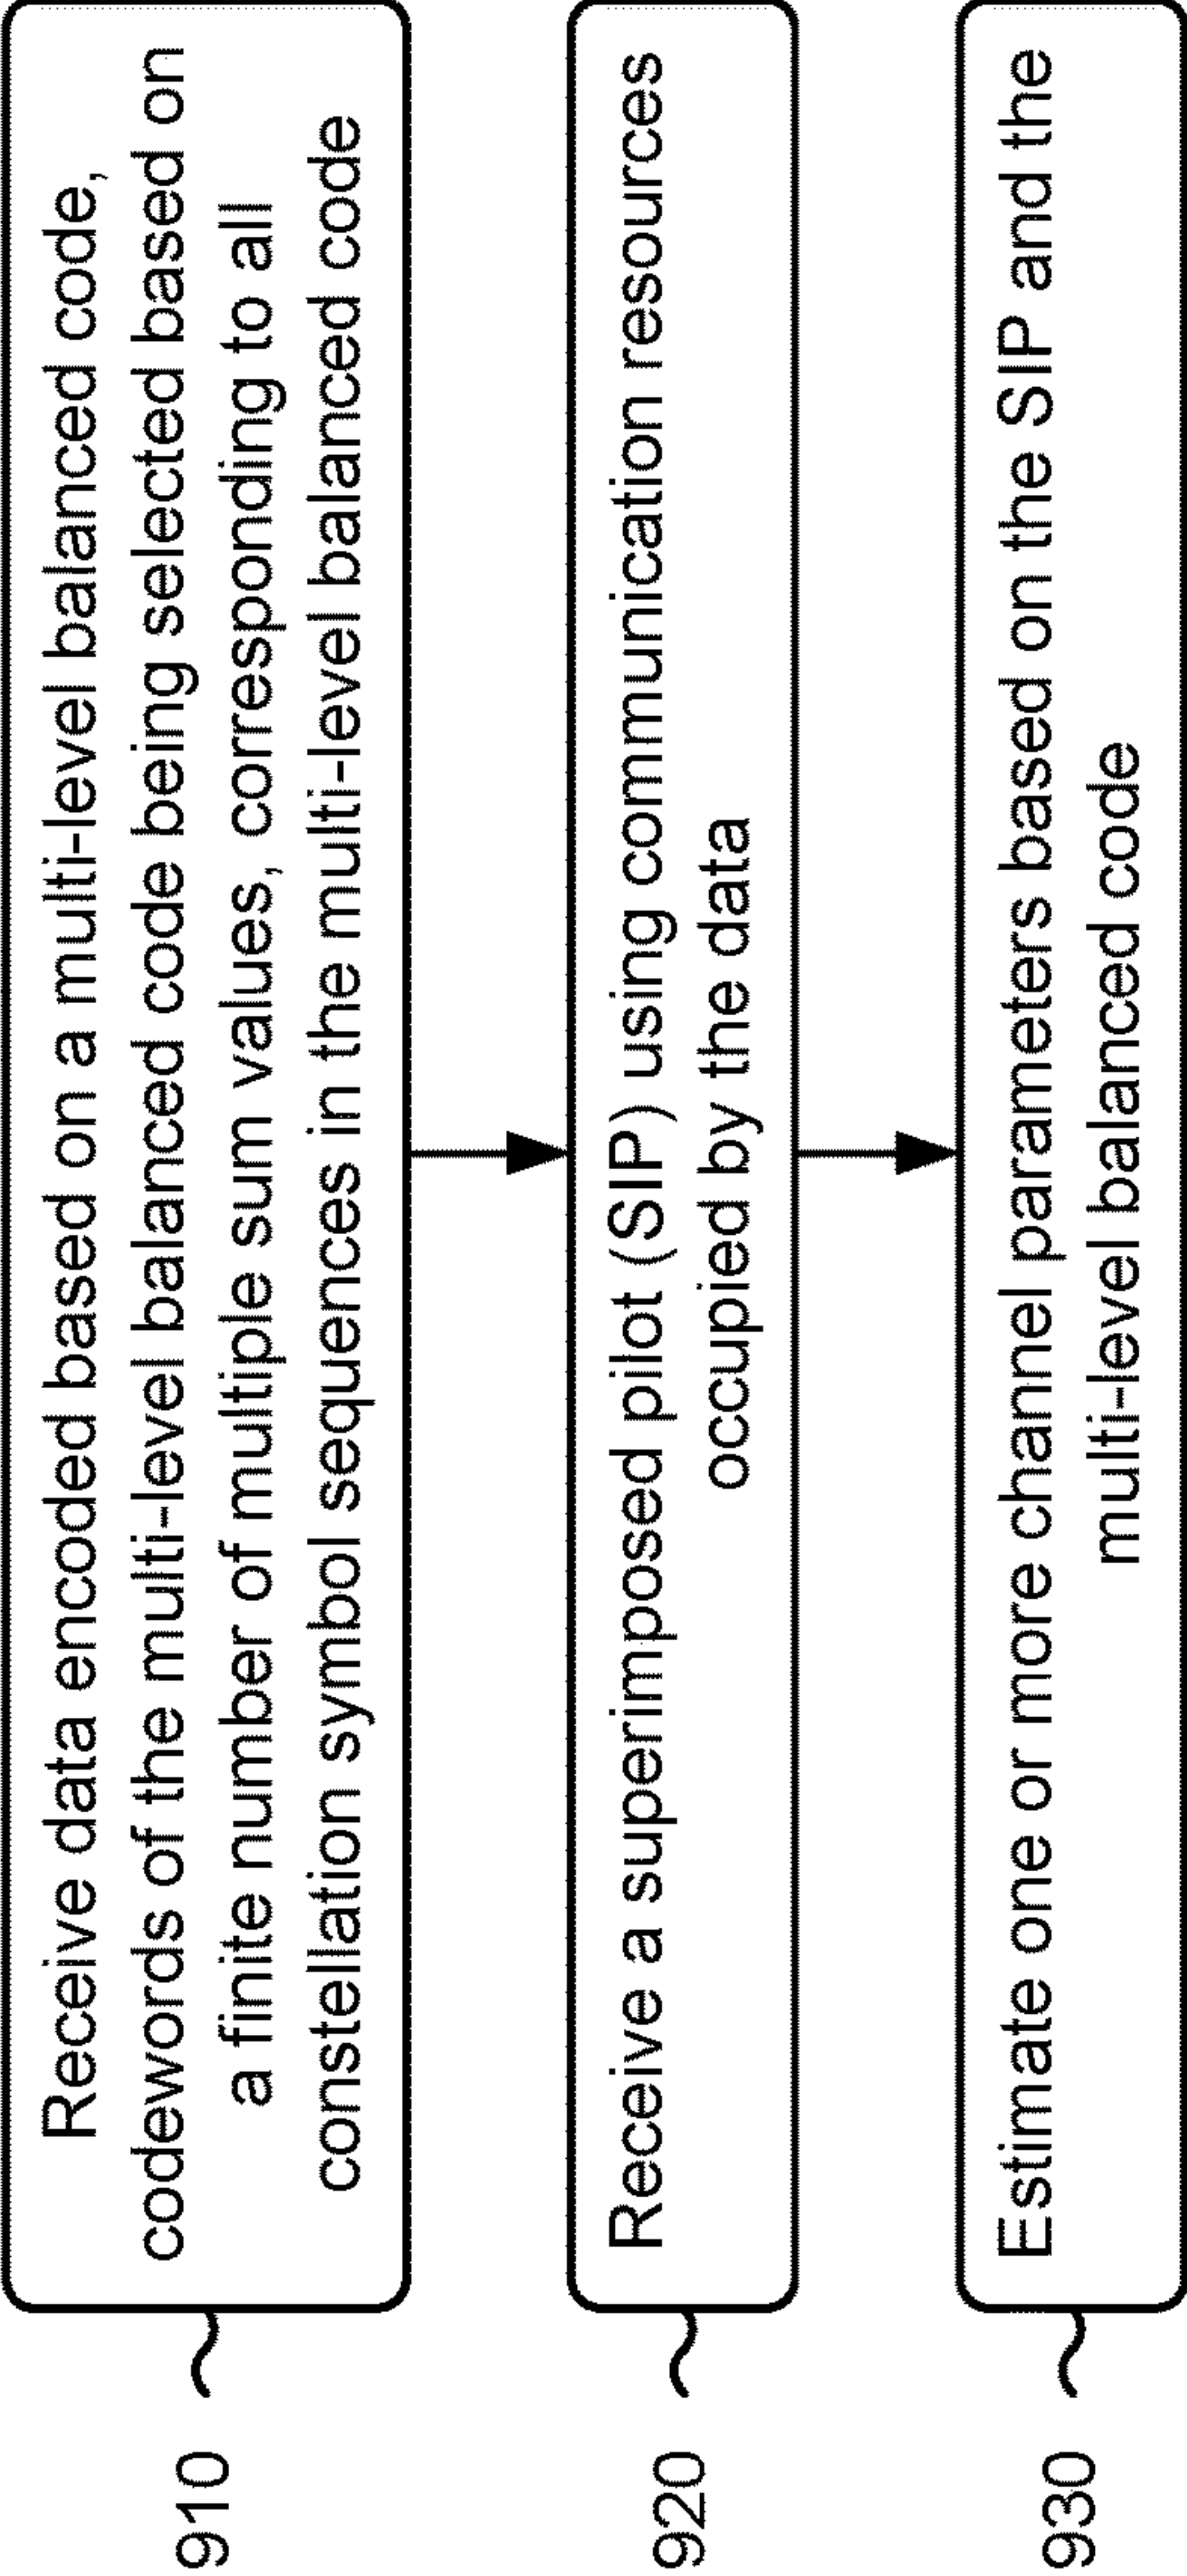 910
Receive data encoded based on a multi-level balanced code,
codewords of the multi-level balanced code being selected based on
a finite number of multiple sum values, corresponding to all
constellation symbol sequences in the multi-level balanced code
920
Receive a superimposed pilot (SIP) using communication resources
occupied by the data
930
Estimate one or more channel parameters based on the SIP and the
multi-level balanced code